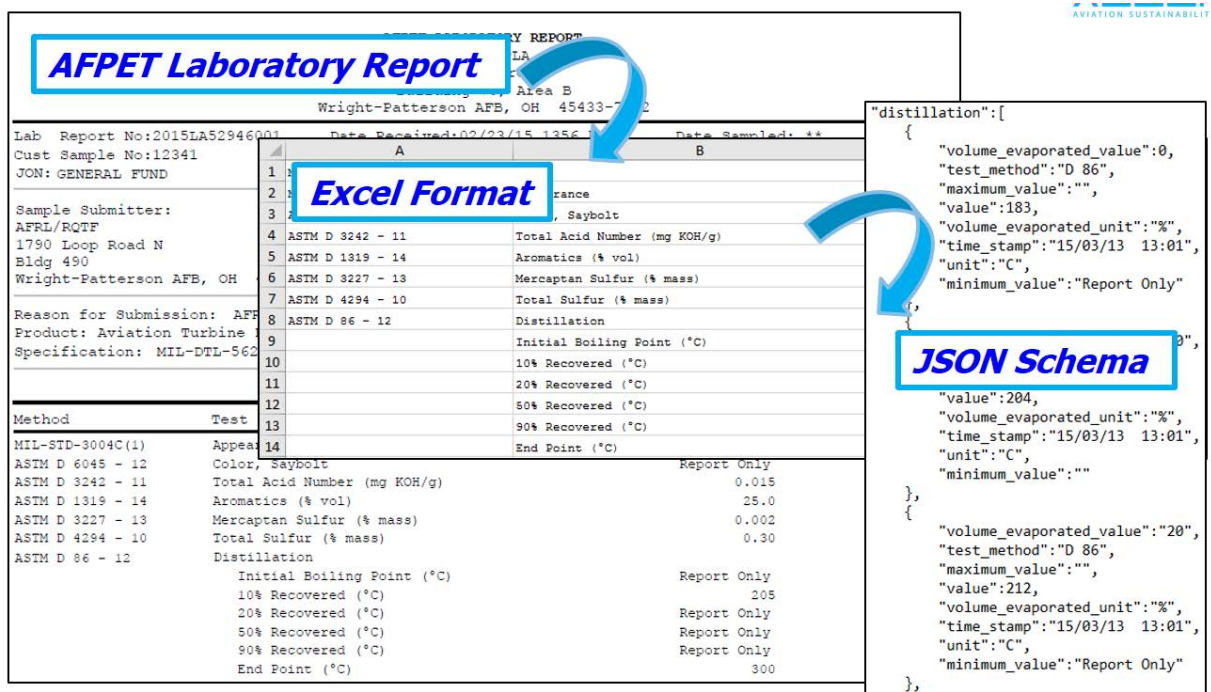 AVIATION SUSTAINABILIT
RY REPORT
AFPET Laboratory Report
LA
Area B
Wright-Patterson AFB, OH 45433-7
Lab Report No:2015LA52946001 Date Received:02/23/15 1356 Date Sampled: **
Cust Sample No:12341
JON: GENERAL FUND
Sample Submitter:
AFRL/RQTF
1790 Loop Road N
Bldg 490
Wright-Patterson AFB, OH
Reason for Submission: AFP
Product: Aviation Turbine
Specification: MIL-DTL-562
Method Test
MIL-STD-3004C(1) Appea
ASTM D 6045 - 12 Color, Saybolt Report Only
ASTM D 3242 - 11 Total Acid Number (mg KOH/g) 0.015
ASTM D 1319 - 14 Aromatics (% vol) 25.0
ASTM D 3227 - 13 Mercaptan Sulfur (% mass) 0.002
ASTM D 4294 - 10 Total Sulfur (% mass) 0.30
ASTM D 86 - 12 Distillation
Initial Boiling Point (°C) Report Only
10% Recovered (°C) 205
20% Recovered (°C) Report Only
50% Recovered (°C) Report Only
90% Recovered (°C) Report Only
End Point (°C) 300
A B
1
Excel Format
2 rance
3 , Saybolt
4 ASTM D 3242 - 11 Total Acid Number (mg KOH/g)
5 ASTM D 1319 - 14 Aromatics (% vol)
6 ASTM D 3227 - 13 Mercaptan Sulfur (% mass)
7 ASTM D 4294 - 10 Total Sulfur (% mass)
8 ASTM D 86 - 12 Distillation
9 Initial Boiling Point (°C)
10 10% Recovered (°C)
11 20% Recovered (°C)
12 50% Recovered (°C)
13 90% Recovered (°C)
14 End Point (°C)
"distillation":[
{
"volume_evaporated_value":0,
"test_method":"D 86",
"maximum_value":"",
"value":183,
"volume_evaporated_unit":"%",
"time_stamp":"15/03/13 13:01",
"unit":"C",
"minimum_value":"Report Only"
},
{
0",
JSON Schema
"value":204,
"volume_evaporated_unit":"%",
"time_stamp":"15/03/13 13:01",
"unit":"C",
"minimum_value":""
},
{
"volume_evaporated_value":"20",
"test_method":"D 86",
"maximum_value":"",
"value":212,
"volume_evaporated_unit":"%",
"time_stamp":"15/03/13 13:01",
"unit":"C",
"minimum_value":"Report Only"
},